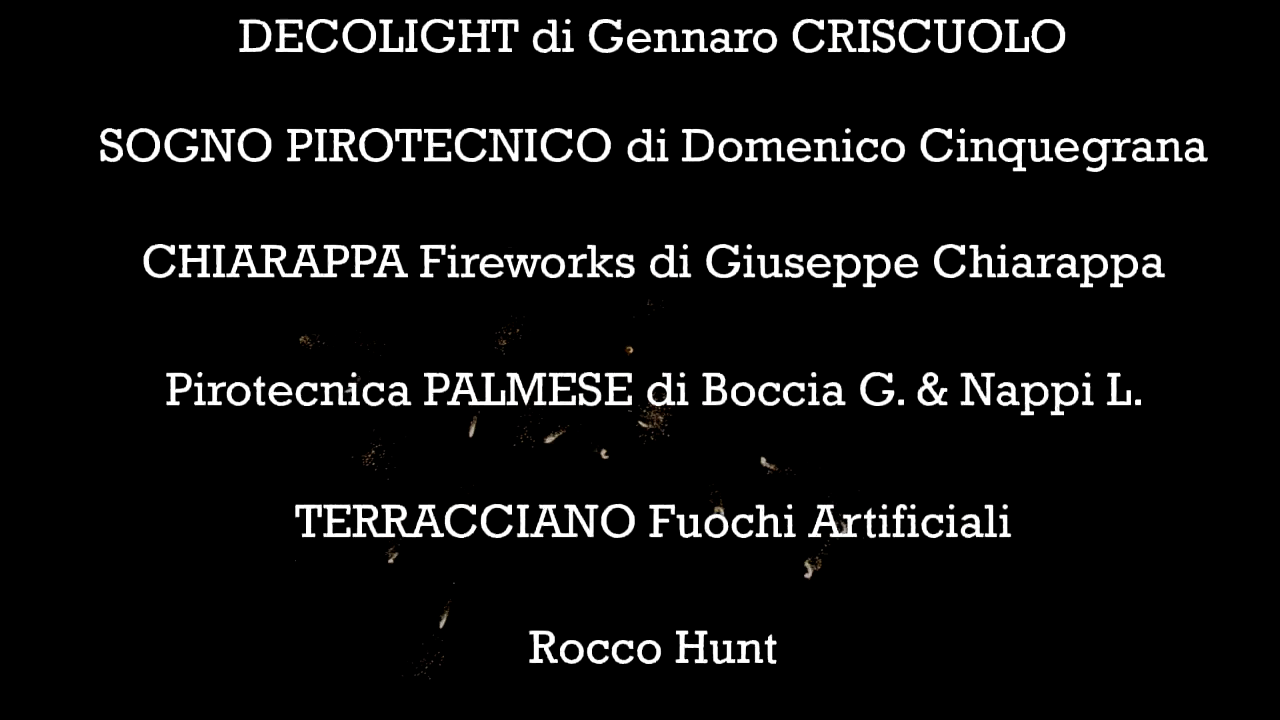 DECOLIGHT di Gennaro CRISCUOLO
SOGNO PIROTECNICO di Domenico Cinquegrana
CHIARAPPA Fireworks di Giuseppe Chiarappa
Pirotecnica PALMESE di Boccia G. & Nappi L.
TERRACCIANO Fuochi Artificiali
Rocco Hunt